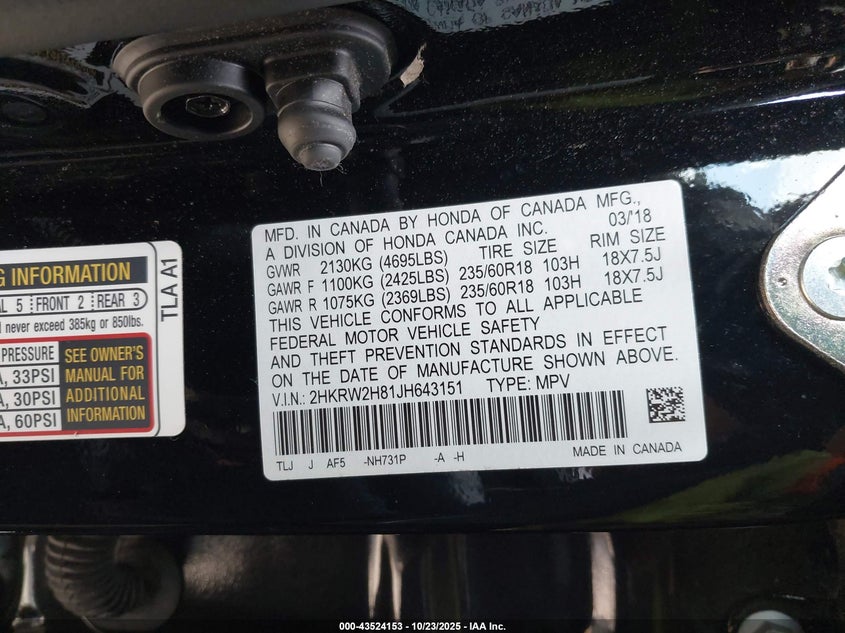 MFD. IN CANADA BY HONDA OF CANADA MFG.,
A DIVISION OF HONDA CANADA INC. 03/'18
GVWR 2130KG (4695LBS) TIRE SIZE RIM SIZE
GAWR F 1100KG (2425LBS) 235/60R18 103H 18X7.5J
GAWR R 1075KG (2369LBS) 235/60R18 103H 18X7.5J
THIS VEHICLE CONFORMS TO ALL APPLICABLE
FEDERAL MOTOR VEHICLE SAFETY
AND THEFT PREVENTION STANDARDS IN EFFECT
ON THE DATE OF MANUFACTURE SHOWN ABOVE.
V.I.N.: 2HKRW2H81JH643151 TYPE: MPV
TLJ J AF5 -NH731P -A -H MADE IN CANADA
G INFORMATION
AL 5 FRONT 2 REAR 3
never exceed 385kg or 850lbs.
PRESSURE
A, 33PSI
A, 30PSI
A, 60PSI
SEE OWNER'S
MANUAL FOR
ADDITIONAL
INFORMATION
TLA A1
000-43524153 - 10/23/2025 - IAA Inc.